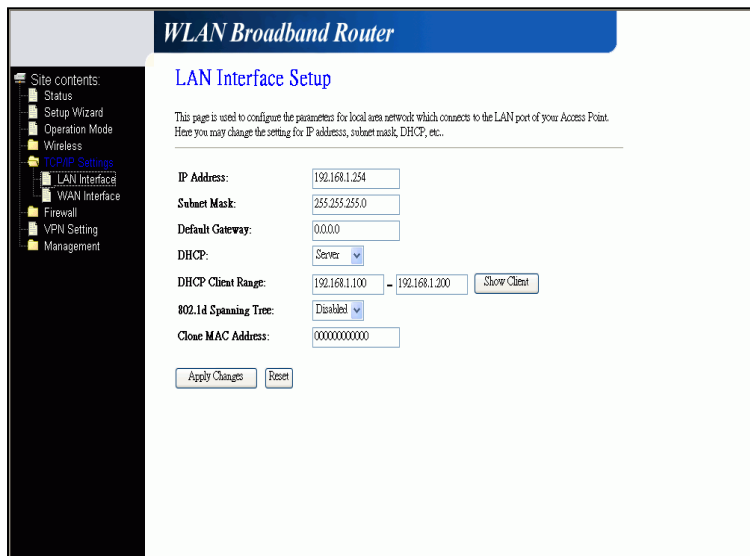 WLAN Broadband Router
Site contents:
Status
Setup Wizard
Operation Mode
Wireless
TCP/IP Settings
LAN Interface
WAN Interface
Firewall
VPN Setting
Management
LAN Interface Setup
This page is used to configure the parameters for local area network which connects to the LAN port of your Access Point.
Here you may change the setting for IP addresss, subnet mask, DHCP, etc..
IP Address: 192.168.1.254
Subnet Mask: 255.255.255.0
Default Gateway: 0.0.0.0
DHCP: Server
DHCP Client Range: 192.168.1.100 – 192.168.1.200 Show Client
802.1d Spanning Tree: Disabled
Clone MAC Address: 000000000000
Apply Changes Reset